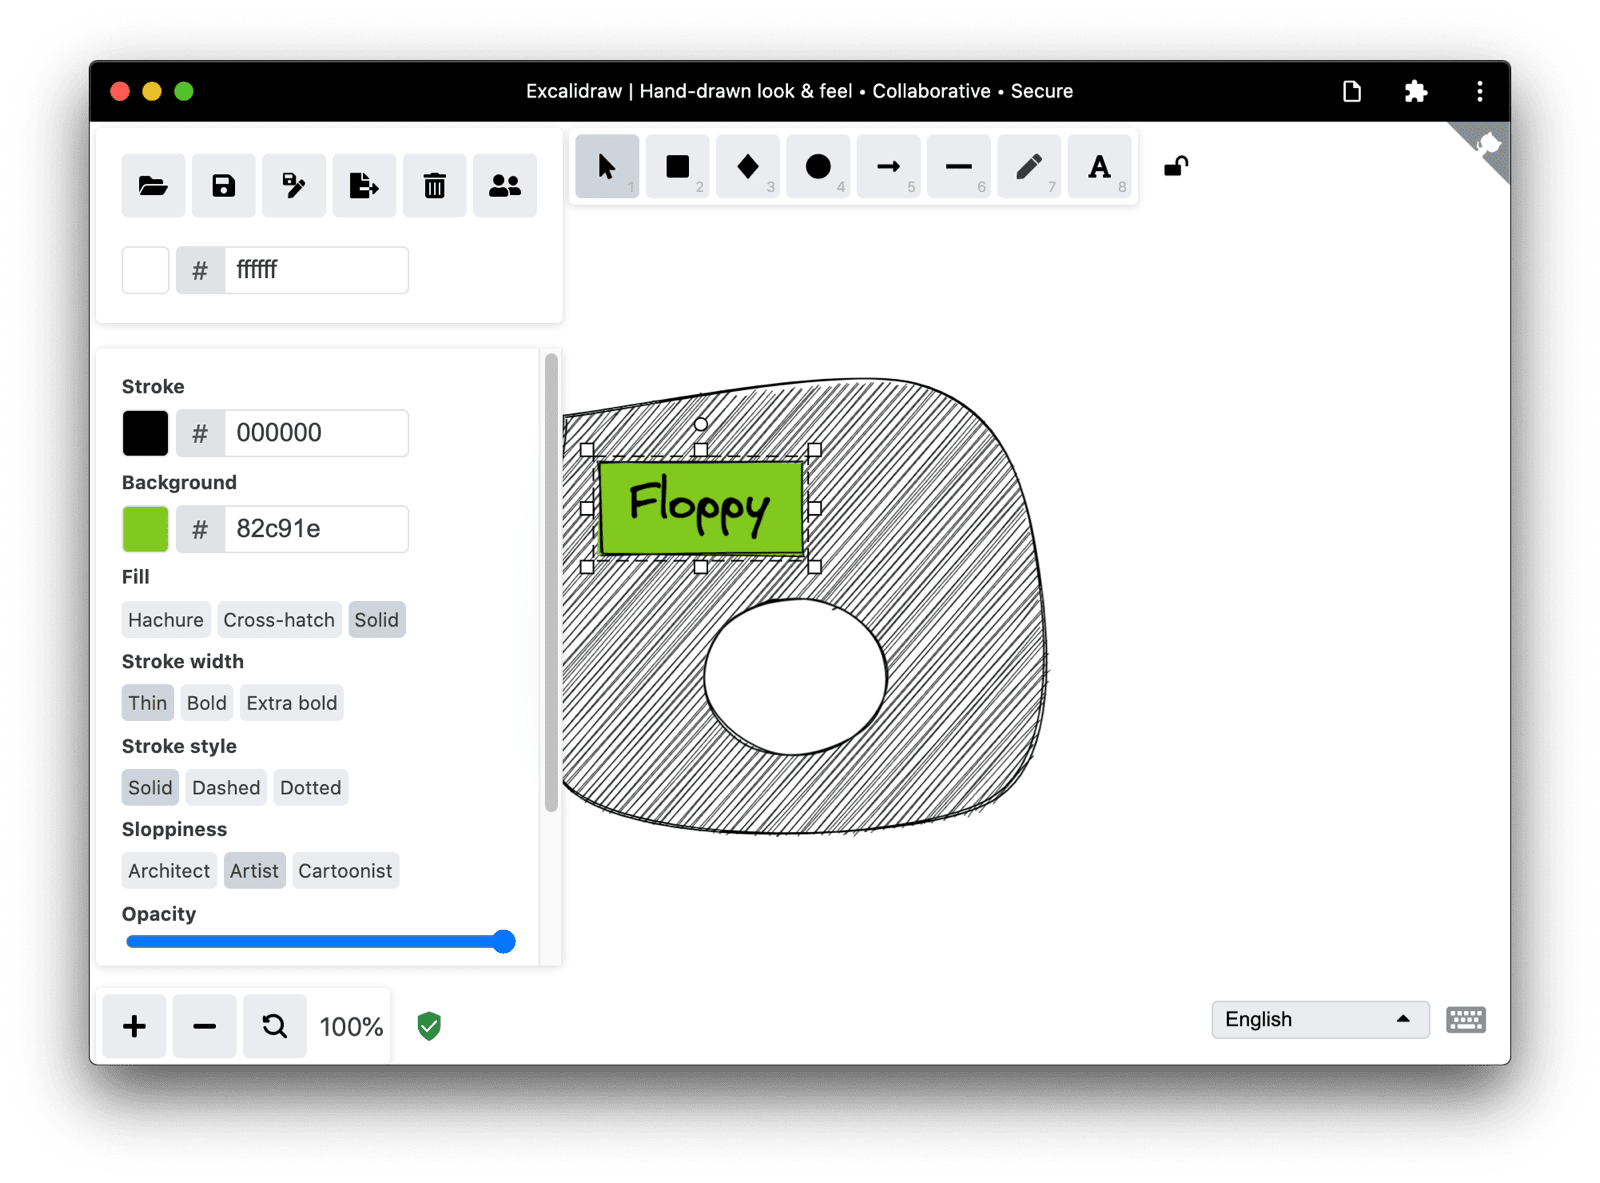 Excalidraw | Hand-drawn look & feel • Collaborative • Secure
1 2 3 4 5 6 7 A 8
# ffffff
Stroke
# 000000
Background
# 82c91e
Fill
Hachure Cross-hatch Solid
Stroke width
Thin Bold Extra bold
Stroke style
Solid Dashed Dotted
Sloppiness
Architect Artist Cartoonist
Opacity
Floppy
100%
English